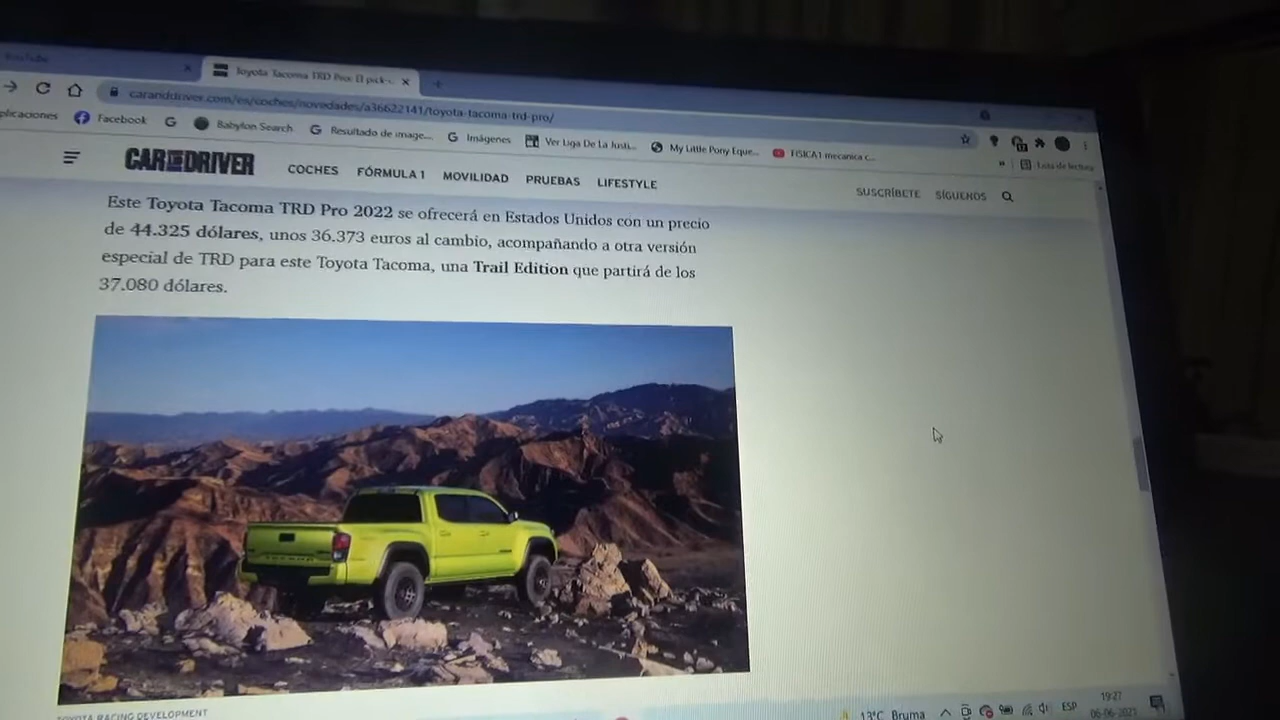 YouTube
Toyota Tacoma TRD Pro: El pick-u
caranddriver.com/es/coches/novedades/a36622141/toyota-tacoma-trd-pro/
plicaciones Facebook G Babylon Search Resultado de image... Imágenes Ver Liga De La Justi... My Little Pony Eque... FISICA1 mecanica c... » Lista de lectura
CAR AND DRIVER COCHES FÓRMULA 1 MOVILIDAD PRUEBAS LIFESTYLE SUSCRÍBETE SÍGUENOS
Este Toyota Tacoma TRD Pro 2022 se ofrecerá en Estados Unidos con un precio
de 44.325 dólares, unos 36.373 euros al cambio, acompañando a otra versión
especial de TRD para este Toyota Tacoma, una Trail Edition que partirá de los
37.080 dólares.
TOYOTA RACING DEVELOPMENT
13°C Bruma ESP 19:27
06-06-2021